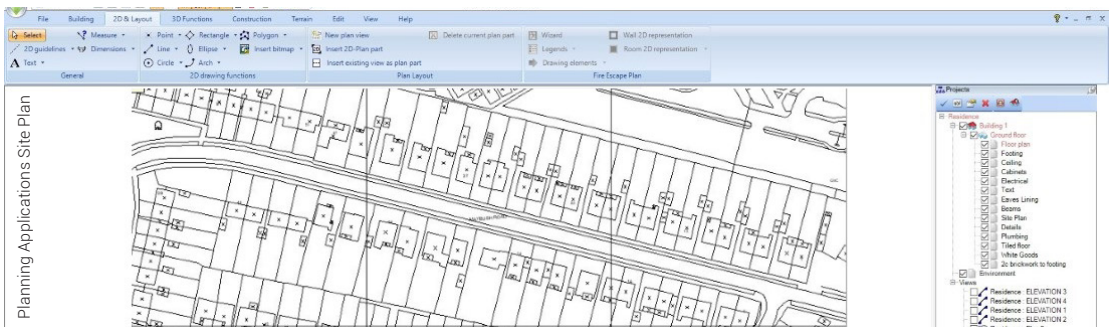 File Building 2D & Layout 3D Functions Construction Terrain Edit View Help
Select Measure Point Rectangle Polygon New plan view Delete current plan part Wizard Wall 2D representation
2D guidelines Dimensions Line Ellipse Insert bitmap Insert 2D-Plan part Legends Room 2D representation
Text Circle Arch Insert existing view as plan part Drawing elements
General 2D drawing functions Plan Layout Fire Escape Plan
Planning Applications Site Plan
Projects
Residence
Building 1
Ground floor
Floor plan
Footing
Ceiling
Cabinets
Electrical
Text
Eaves Lining
Beams
Site Plan
Details
Plumbing
Tiled floor
White Goods
2c brickwork to footing
Environment
Views
Residence : ELEVATION 3
Residence : ELEVATION 4
Residence : ELEVATION 1
Residence : ELEVATION 2